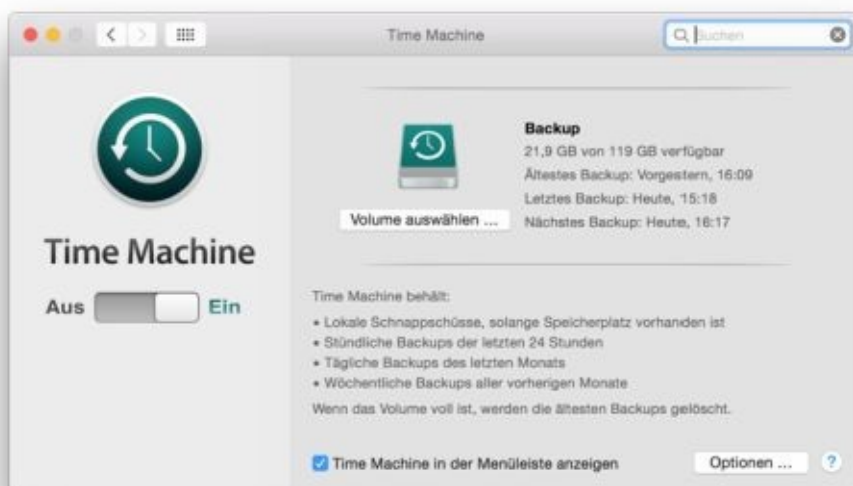 Time Machine
Suchen
Time Machine
Aus Ein
Backup
21,9 GB von 119 GB verfügbar
Ältestes Backup: Vorgestern, 16:09
Letztes Backup: Heute, 15:18
Nächstes Backup: Heute, 16:17
Volume auswählen ...
Time Machine behält:
• Lokale Schnappschüsse, solange Speicherplatz vorhanden ist
• Stündliche Backups der letzten 24 Stunden
• Tägliche Backups des letzten Monats
• Wöchentliche Backups aller vorherigen Monate
Wenn das Volume voll ist, werden die ältesten Backups gelöscht.
Time Machine in der Menüleiste anzeigen
Optionen ... ?